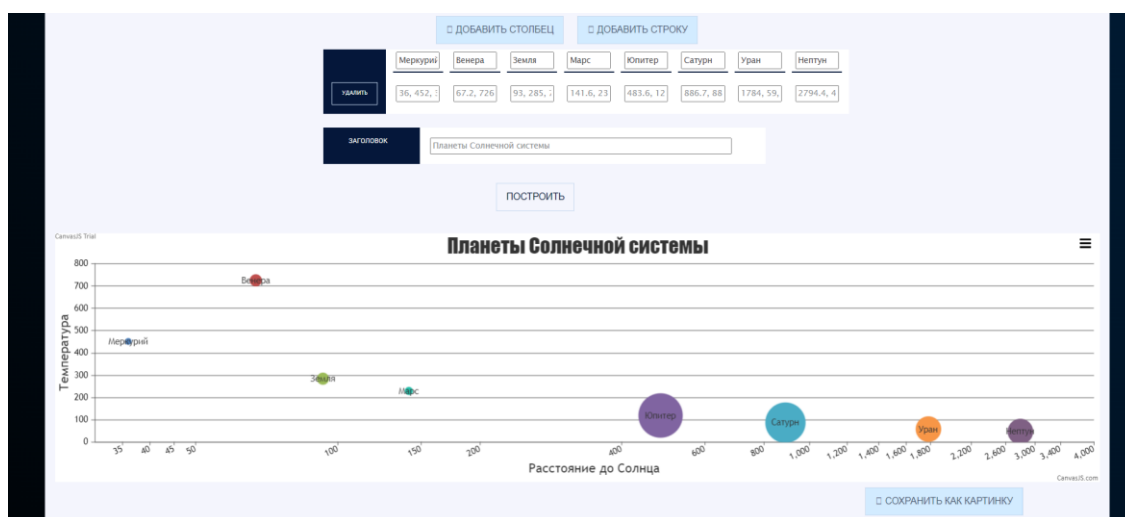 ДОБАВИТЬ СТОЛБЕЦ ДОБАВИТЬ СТРОКУ
Меркурий Венера Земля Марс Юпитер Сатурн Уран Нептун
УДАЛИТЬ 36, 452, 67.2, 726 93, 285, 141.6, 23 483.6, 12 886.7, 88 1784, 59, 2794.4, 4
ЗАГОЛОВОК Планеты Солнечной системы
ПОСТРОИТЬ
CanvasJS Trial
Планеты Солнечной системы
800
700
600
500
400
300
200
100
0
Температура
Венера
Меркурий
Земля
Марс
Юпитер
Сатурн
Уран
Нептун
35 40 45 50 100 150 200 400 600 800 1,000 1,200 1,400 1,600 1,800 2,200 2,600 3,000 3,400 4,000
Расстояние до Солнца
CanvasJS.com
СОХРАНИТЬ КАК КАРТИНКУ